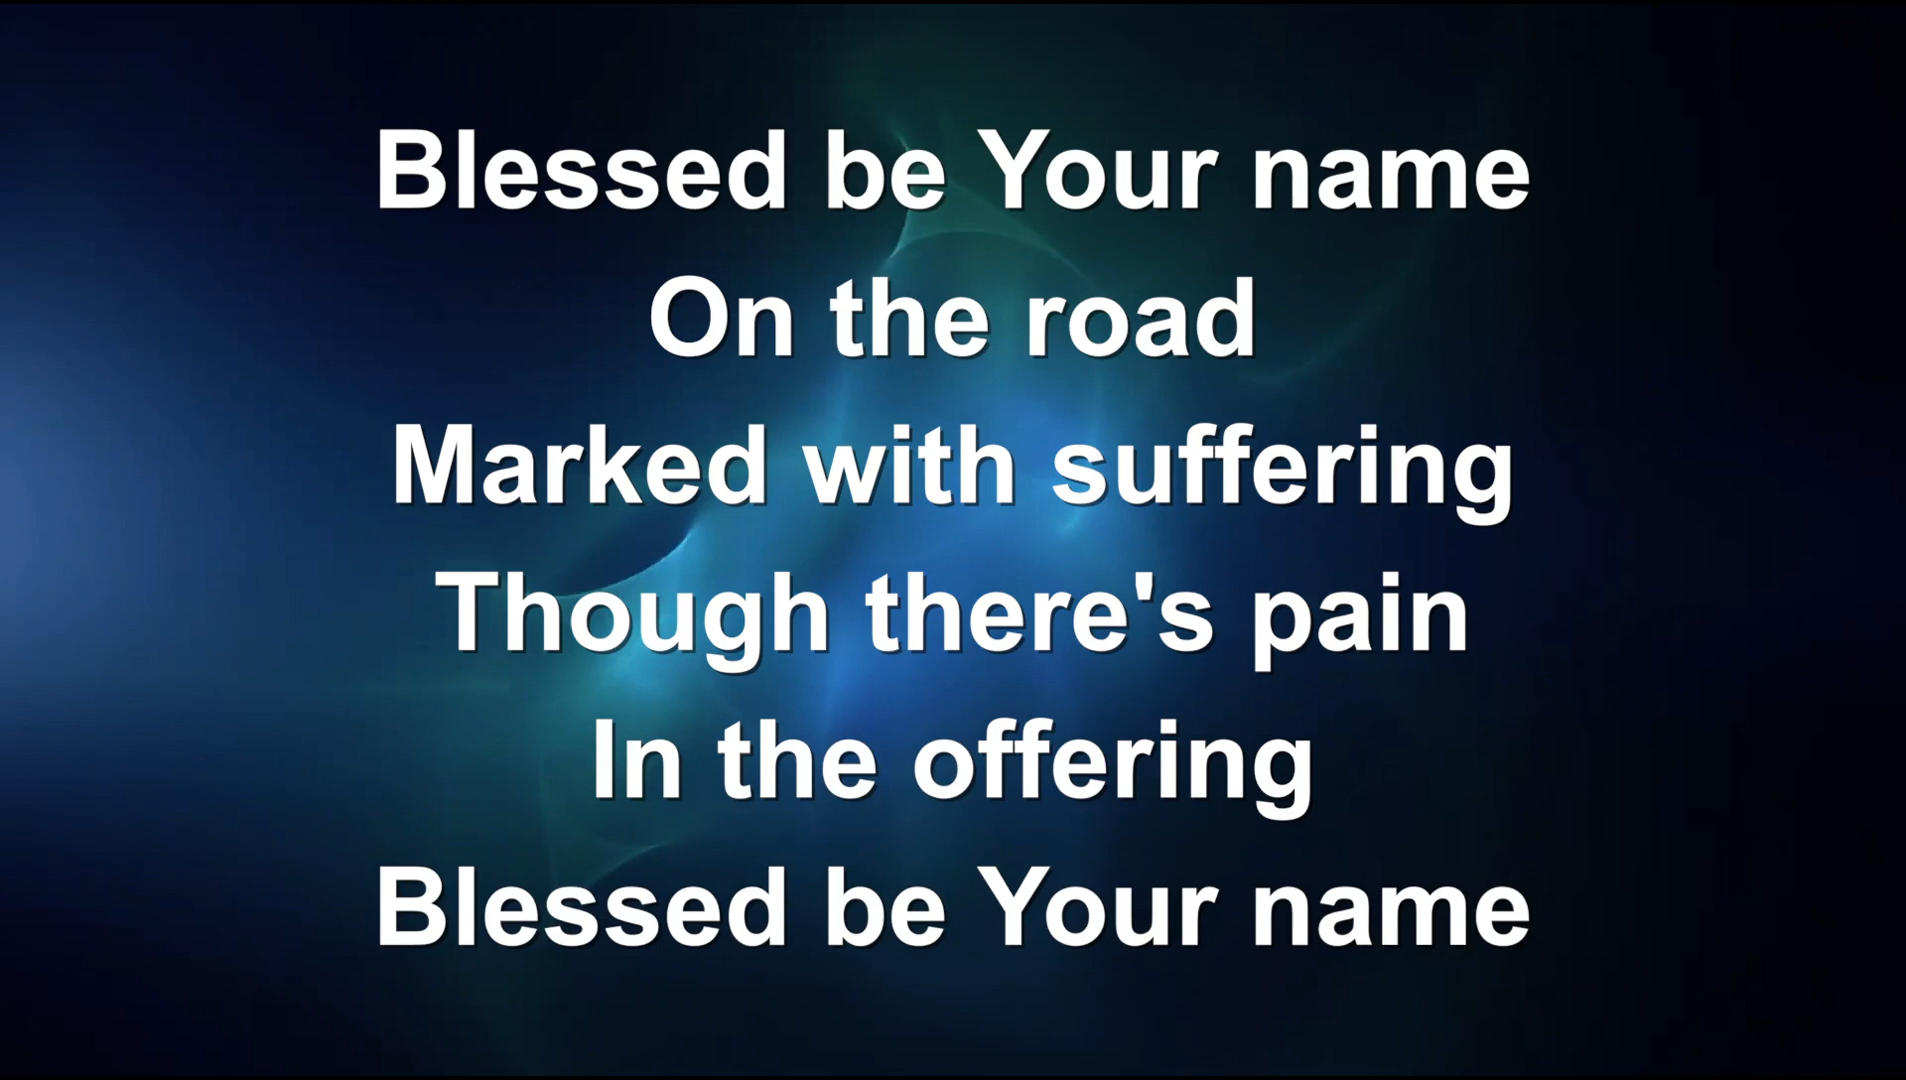 Blessed be Your name
On the road
Marked with suffering
Though there's pain
In the offering
Blessed be Your name